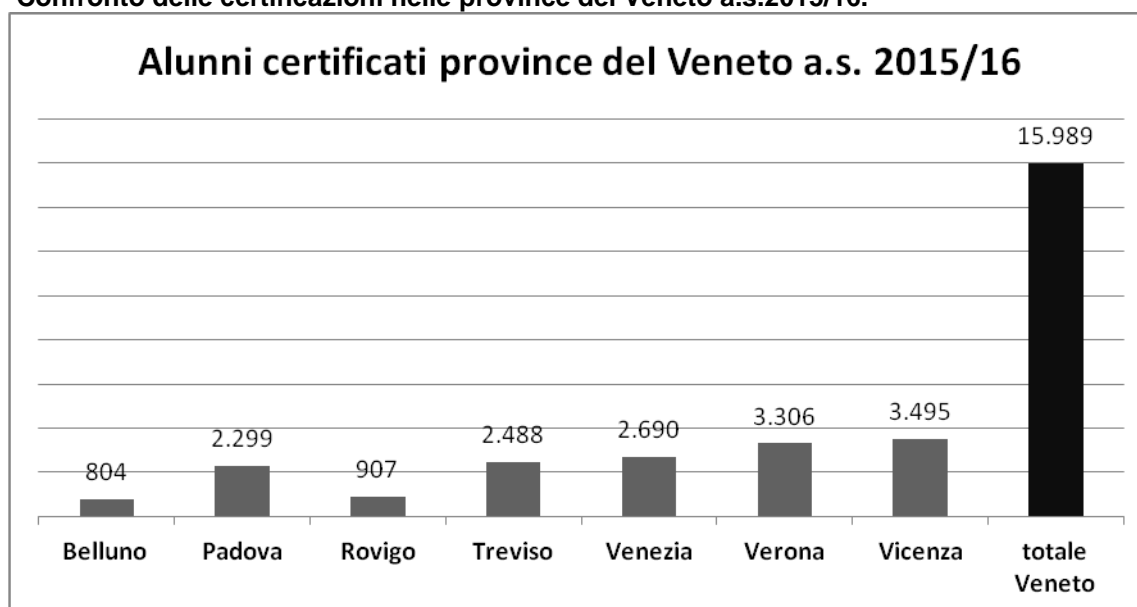 Confronto delle certificazioni nelle province del Veneto a.s.2015/16.
Alunni certificati province del Veneto a.s. 2015/16
15.989
3.495
3.306
2.690
2.488
2.299
907
804
Belluno Padova Rovigo Treviso Venezia Verona Vicenza totale
Veneto